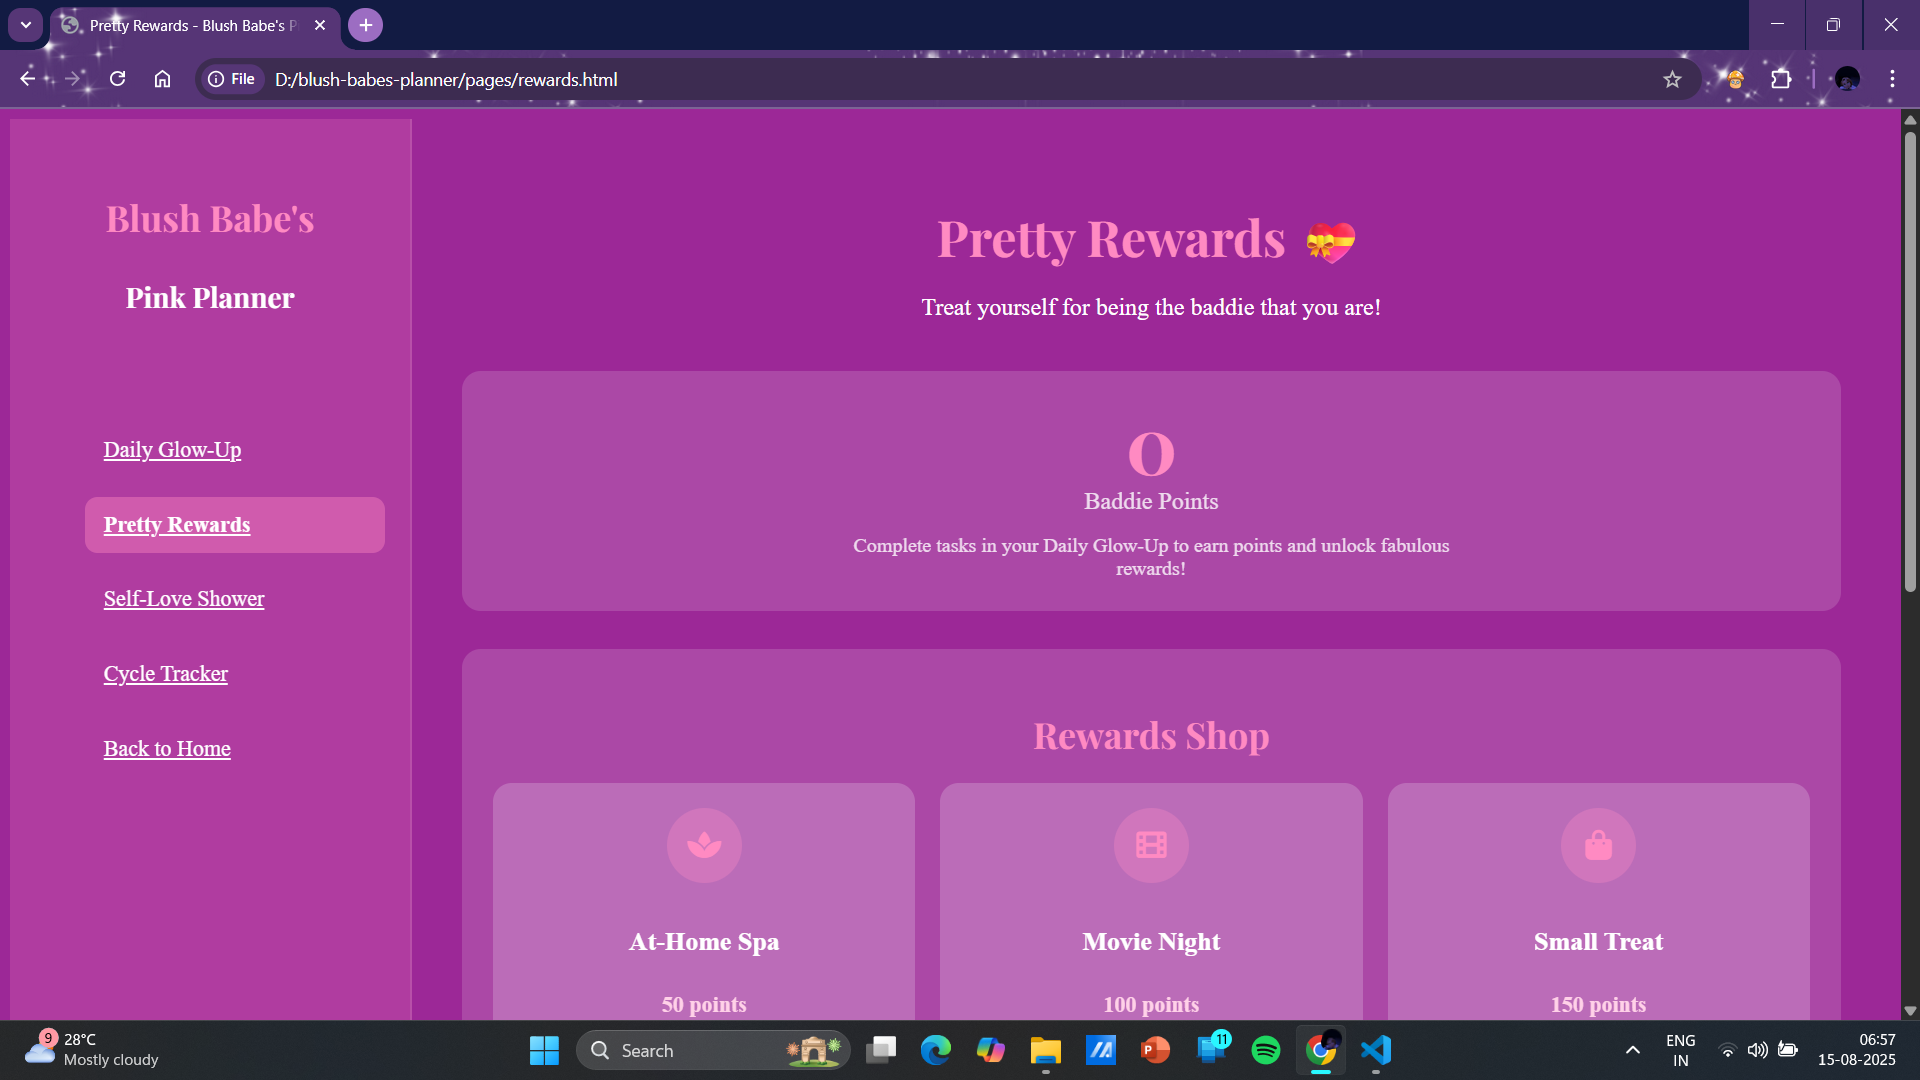 Pretty Rewards - Blush Babe's P
File
D:/blush-babes-planner/pages/rewards.html
Blush Babe's
Pink Planner
Daily Glow-Up
Pretty Rewards
Self-Love Shower
Cycle Tracker
Back to Home
Pretty Rewards
Treat yourself for being the baddie that you are!
0
Baddie Points
Complete tasks in your Daily Glow-Up to earn points and unlock fabulous
rewards!
Rewards Shop
At-Home Spa
50 points
Movie Night
100 points
Small Treat
150 points
9
28°C
Mostly cloudy
Search
P
11
ENG
IN
06:57
15-08-2025